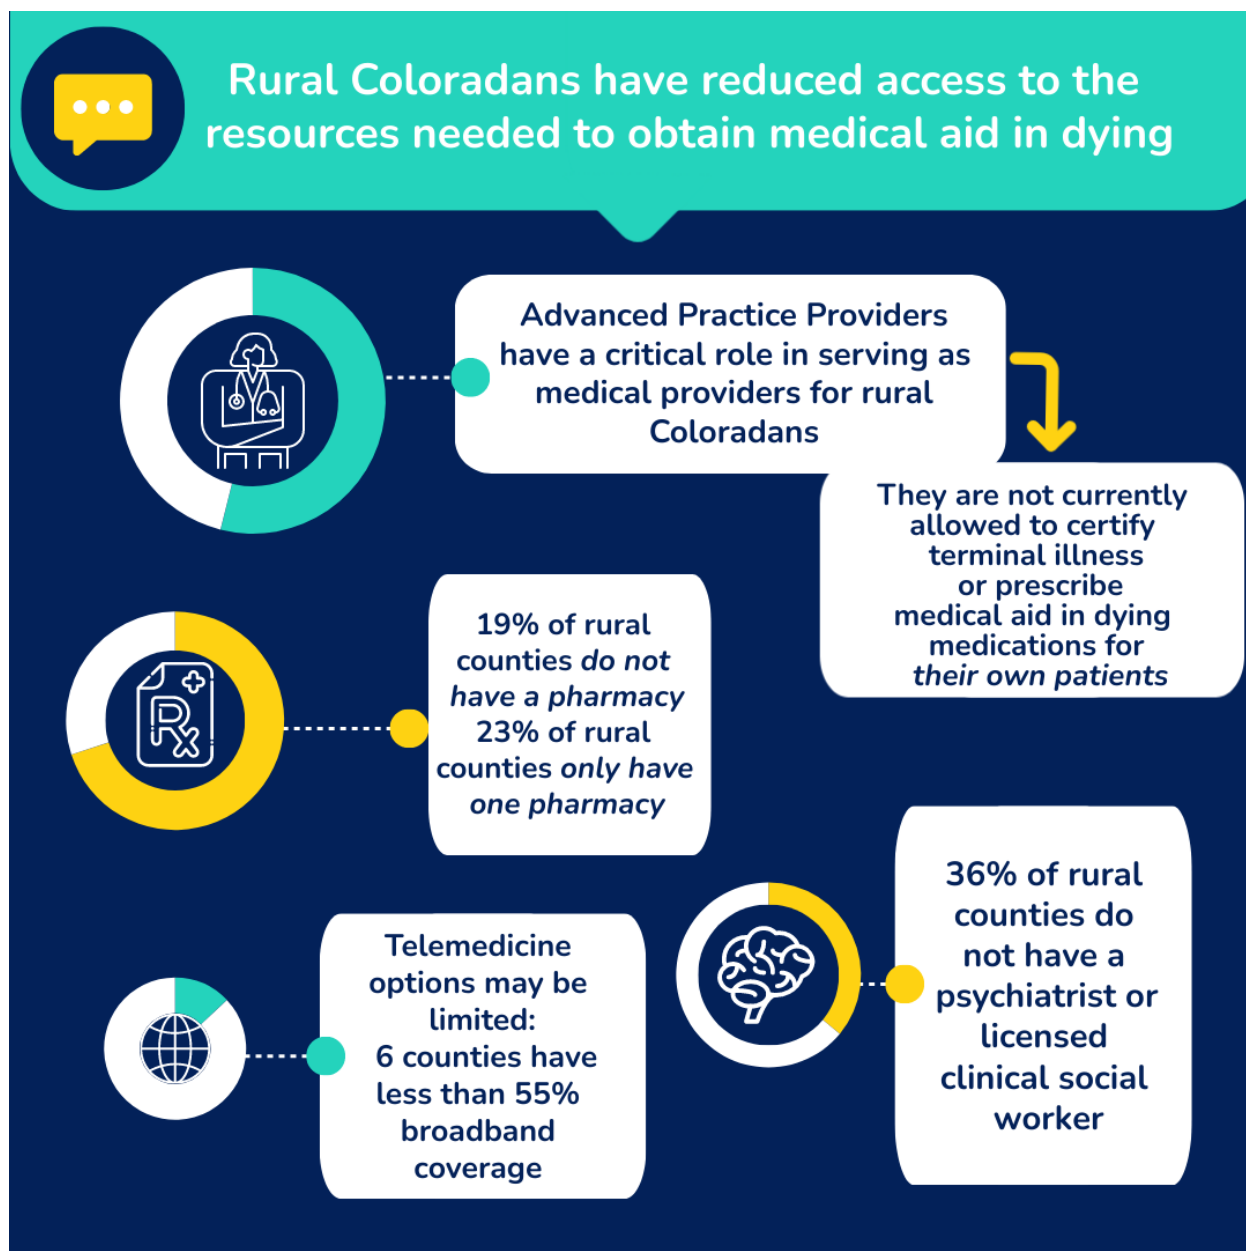 Rural Coloradans have reduced access to the
resources needed to obtain medical aid in dying
Advanced Practice Providers
have a critical role in serving as
medical providers for rural
Coloradans
They are not currently
allowed to certify
terminal illness
or prescribe
medical aid in dying
medications for
their own patients
19% of rural
counties do not
have a pharmacy
23% of rural
counties only have
one pharmacy
Rx
36% of rural
counties do
not have a
psychiatrist or
licensed
clinical social
worker
Telemedicine
options may be
limited:
6 counties have
less than 55%
broadband
coverage